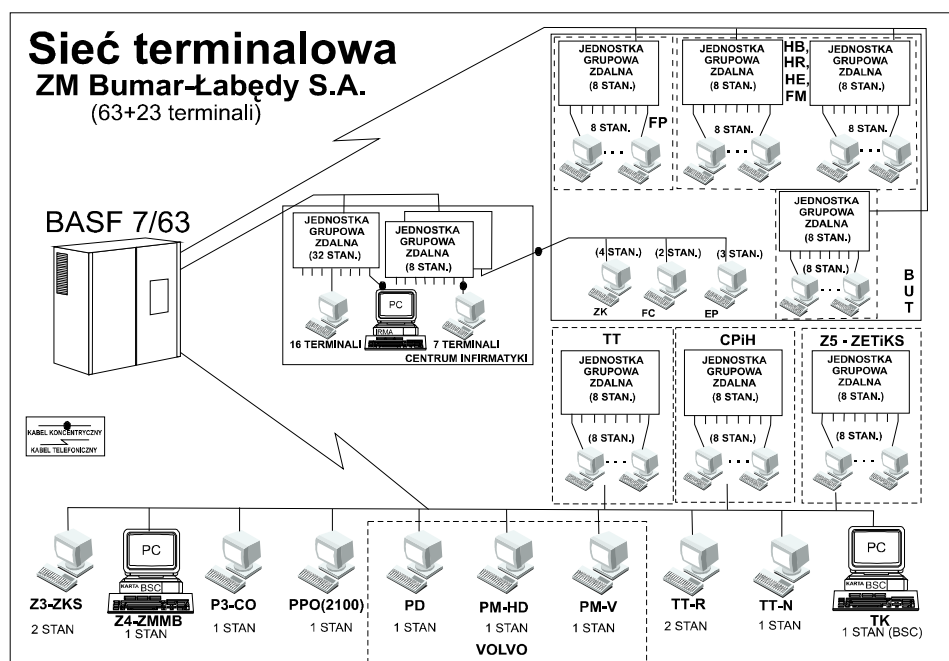 Sieć terminalowa
ZM Bumar-Łabędy S.A.
(63+23 terminali)
BASF 7/63
JEDNOSTKA
GRUPOWA
ZDALNA
(8 STAN.)
8 STAN.
FP
JEDNOSTKA
GRUPOWA
ZDALNA
(8 STAN.)
8 STAN.
HB,
HR,
HE,
FM
JEDNOSTKA
GRUPOWA
ZDALNA
(8 STAN.)
8 STAN.
JEDNOSTKA
GRUPOWA
ZDALNA
(8 STAN.)
(8 STAN.)
B
U
T
JEDNOSTKA
GRUPOWA
ZDALNA
(32 STAN.)
JEDNOSTKA
GRUPOWA
ZDALNA
(8 STAN.)
PC
IRMA
16 TERMINALI
7 TERMINALI
CENTRUM INFIRMATYKI
(4 STAN.)
(2 STAN.)
(3 STAN.)
ZK
FC
EP
TT
JEDNOSTKA
GRUPOWA
ZDALNA
(8 STAN.)
(8 STAN.)
CPiH
JEDNOSTKA
GRUPOWA
ZDALNA
(8 STAN.)
(8 STAN.)
Z5 - ZETiKS
JEDNOSTKA
GRUPOWA
ZDALNA
(8 STAN.)
(8 STAN.)
KABEL KONCENTRYCZNY
KABEL TELEFONICZNY
Z3-ZKS
2 STAN
PC
KARTA BSC
Z4-ZMMB
1 STAN
P3-CO
1 STAN
PPO(2100)
1 STAN
PD
1 STAN
PM-HD
1 STAN
PM-V
1 STAN
VOLVO
TT-R
2 STAN
TT-N
1 STAN
PC
KARTA BSC
TK
1 STAN (BSC)